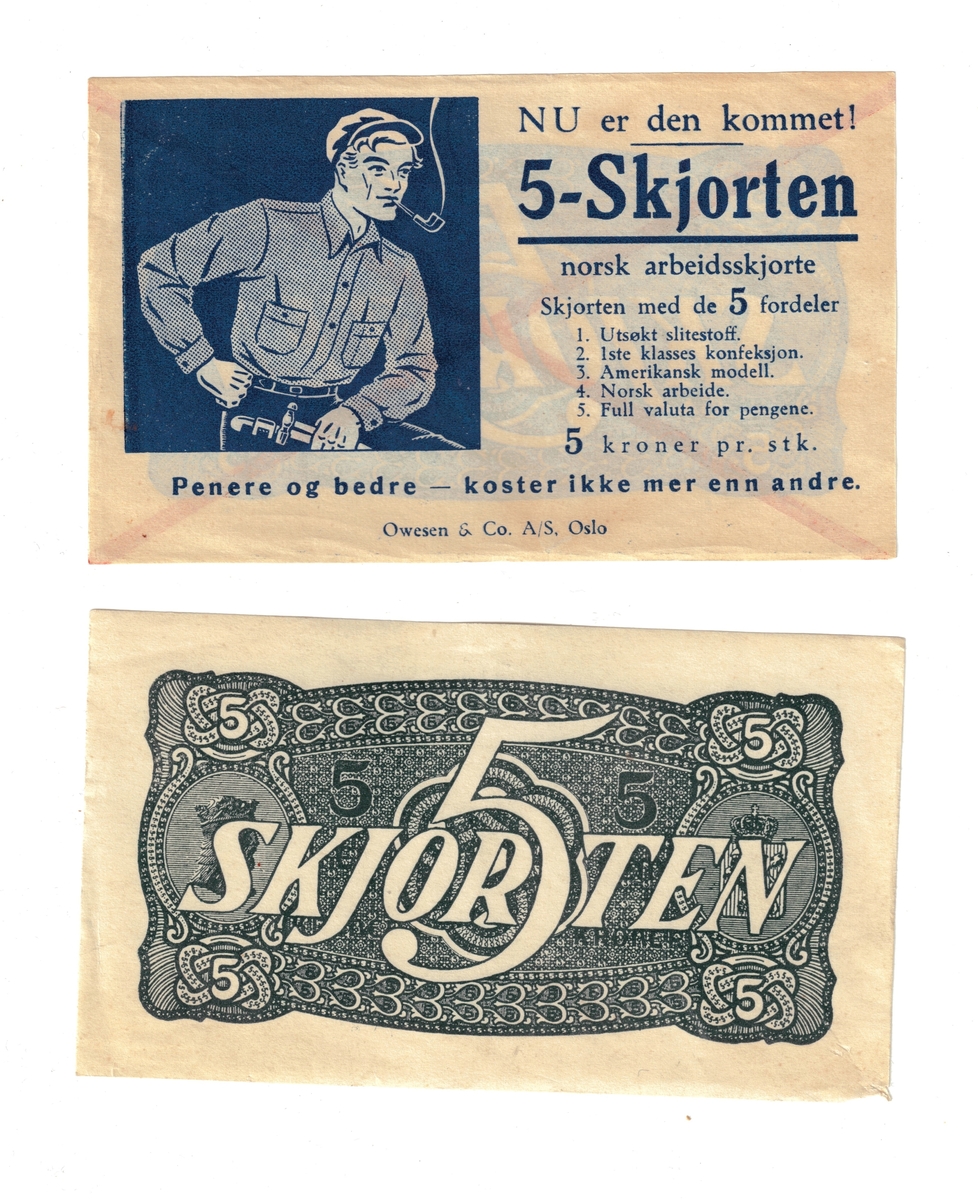 NU er den kommet!
5-Skjorten
norsk arbeidsskjorte
Skjorten med de 5 fordeler
1. Utsøkt slitestoff.
2. 1ste klasses konfeksjon.
3. Amerikansk modell.
4. Norsk arbeide.
5. Full valuta for pengene.
5 kroner pr. stk.
Penere og bedre — koster ikke mer enn andre.
Owesen & Co. A/S, Oslo
5 5
5
5 5
SKJORTEN
5 5